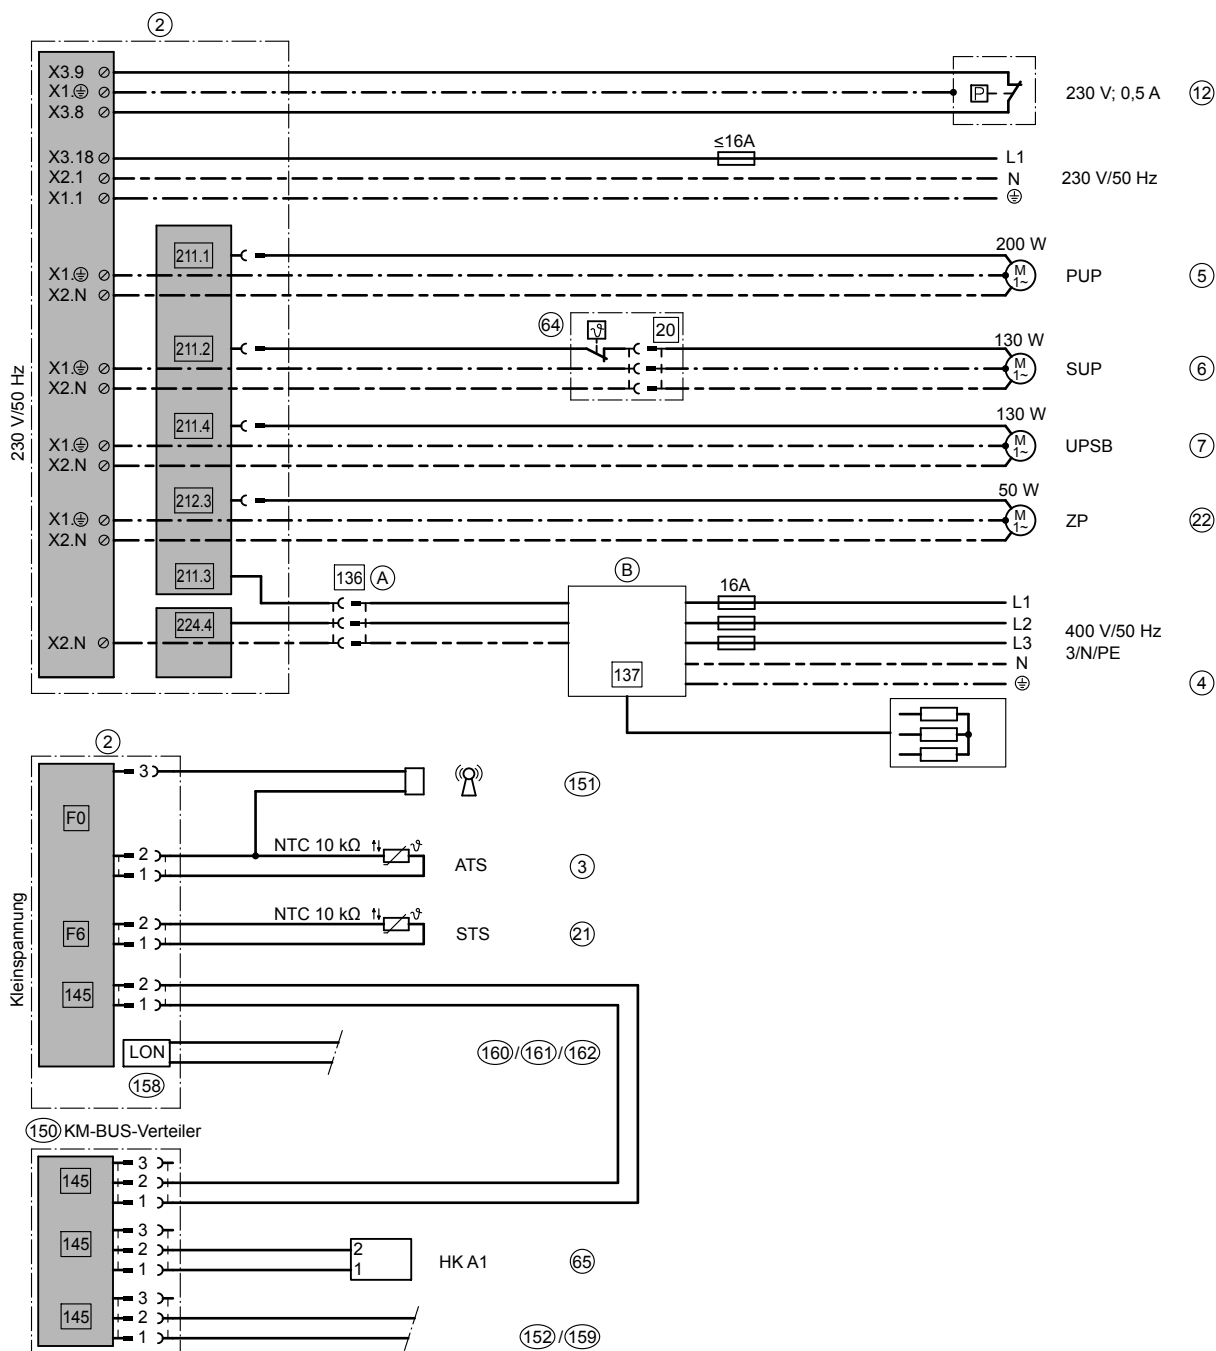 2
X3.9
X1.
X3.8
P
230 V; 0,5 A
12
X3.18
≤16A
L1
X2.1
N
230 V/50 Hz
X1.1
230 V/50 Hz
211.1
200 W
X1.
M
1~
PUP
5
X2.N
64
ϑ
20
211.2
130 W
X1.
M
1~
SUP
6
X2.N
211.4
130 W
X1.
M
1~
UPSB
7
X2.N
212.3
50 W
X1.
M
1~
ZP
22
X2.N
211.3
136
A
B
16A
L1
224.4
L2
400 V/50 Hz
X2.N
L3
3/N/PE
N
137
4
2
Kleinspannung
3
151
F0
NTC 10 kΩ
ϑ
2
1
ATS
3
NTC 10 kΩ
ϑ
F6
2
1
STS
21
145
2
1
LON
160/161/162
158
150 KM-BUS-Verteiler
145
3
2
1
145
3
2
1
2
1
HK A1
65
145
3
2
1
152/159